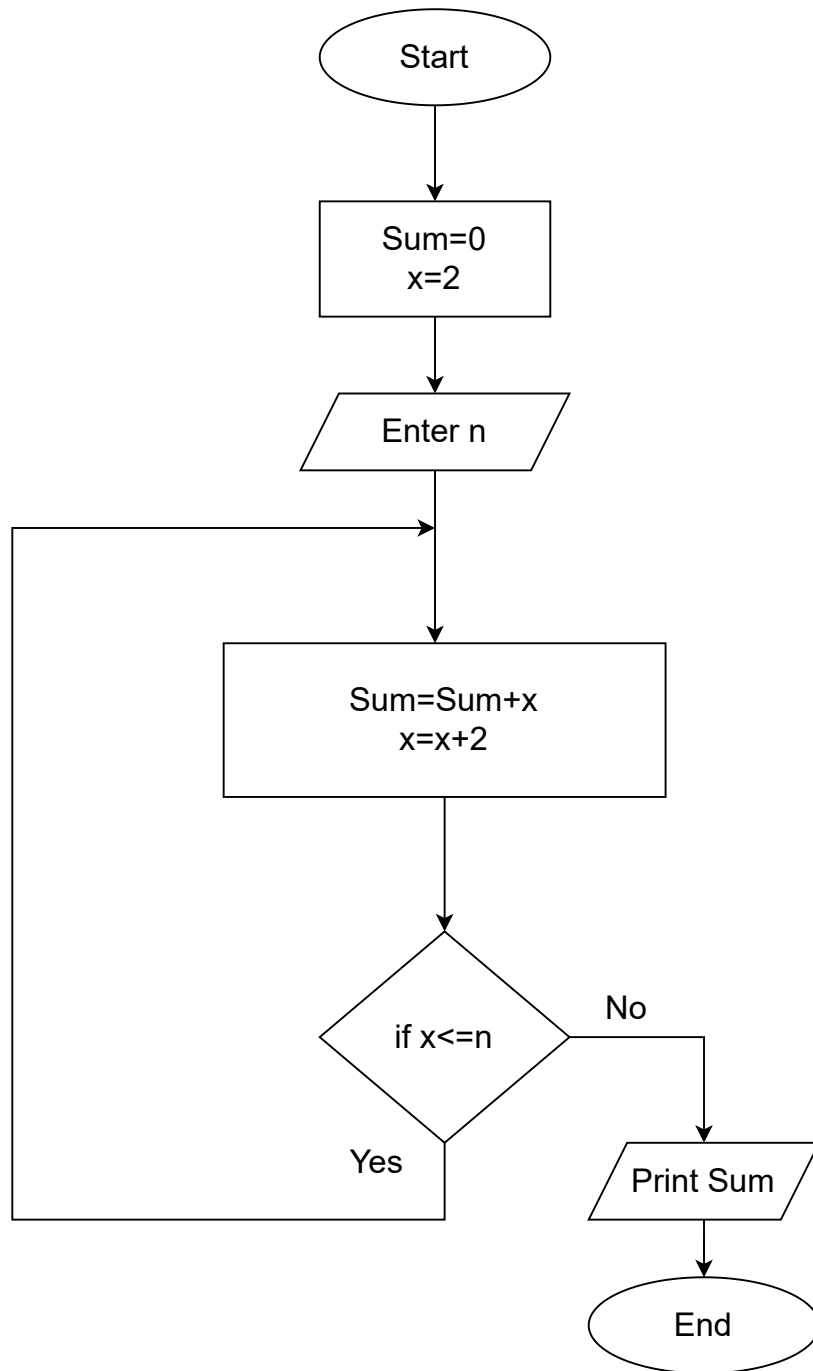 Start
Sum=0
x=2
Enter n
Sum=Sum+x
x=x+2
if x<=n
No
Yes
Print Sum
End